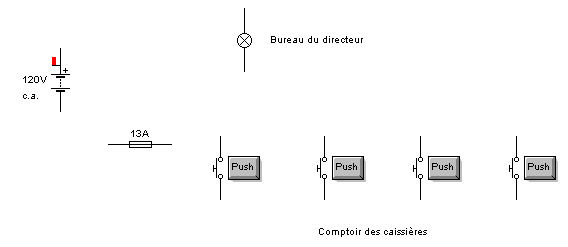 Bureau du directeur
+
120V
c.a.
13A
Push
Push
Push
Push
Comptoir des caissières